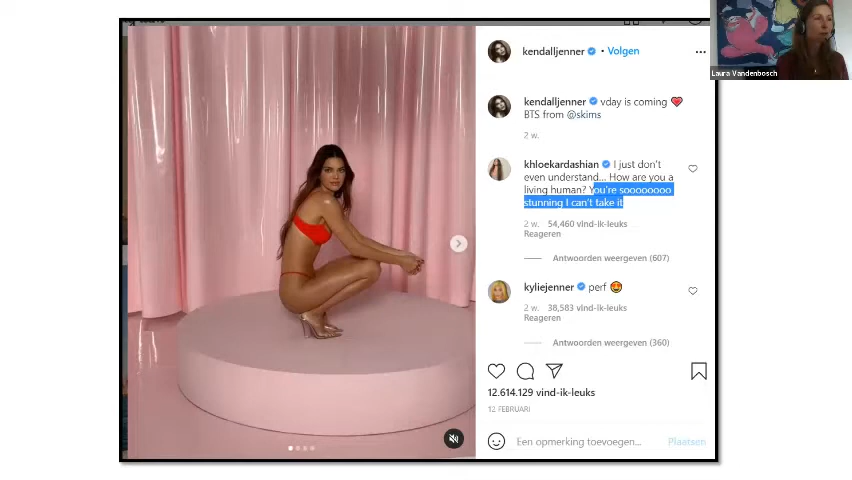 kendalljenner • Volgen
Laura Vandenbosch
kendalljenner vday is coming ❤️
BTS from @skims
2 w.
khloekardashian I just don't
even understand... How are you a
living human? You're sooooooo
stunning I can't take it
2 w. 54,460 vind-ik-leuks
Reageren
Antwoorden weergeven (607)
kyliejenner perf 😍
2 w. 38,583 vind-ik-leuks
Reageren
Antwoorden weergeven (360)
12.614.129 vind-ik-leuks
12 FEBRUARI
Een opmerking toevoegen... Plaatsen